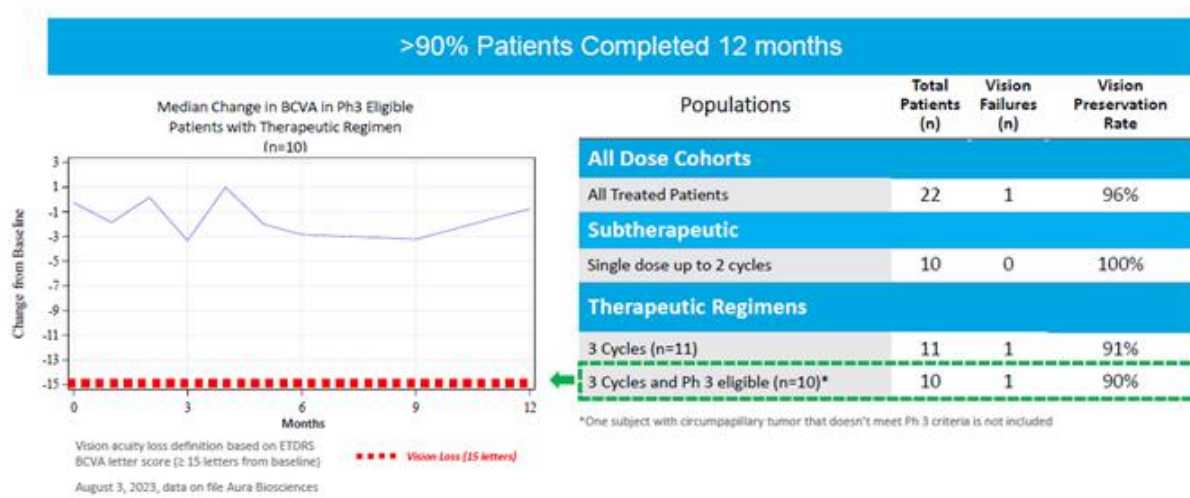 >90% Patients Completed 12 months
Median Change in BCVA in Ph3 Eligible
Patients with Therapeutic Regimen
(n=10)
3
1
-1
-3
-5
-7
-9
-11
-13
-15
Change from Baseline
0 3 6 9 12
Months
Vision acuity loss definition based on ETDRS
BCVA letter score (≥ 15 letters from baseline)
Vision Loss (15 letters)
August 3, 2023, data on file Aura Biosciences
Populations
Total
Patients
(n)
Vision
Failures
(n)
Vision
Preservation
Rate
All Dose Cohorts
All Treated Patients 22 1 96%
Subtherapeutic
Single dose up to 2 cycles 10 0 100%
Therapeutic Regimens
3 Cycles (n=11) 11 1 91%
3 Cycles and Ph 3 eligible (n=10)* 10 1 90%
*One subject with circumpapillary tumor that doesn't meet Ph 3 criteria is not included